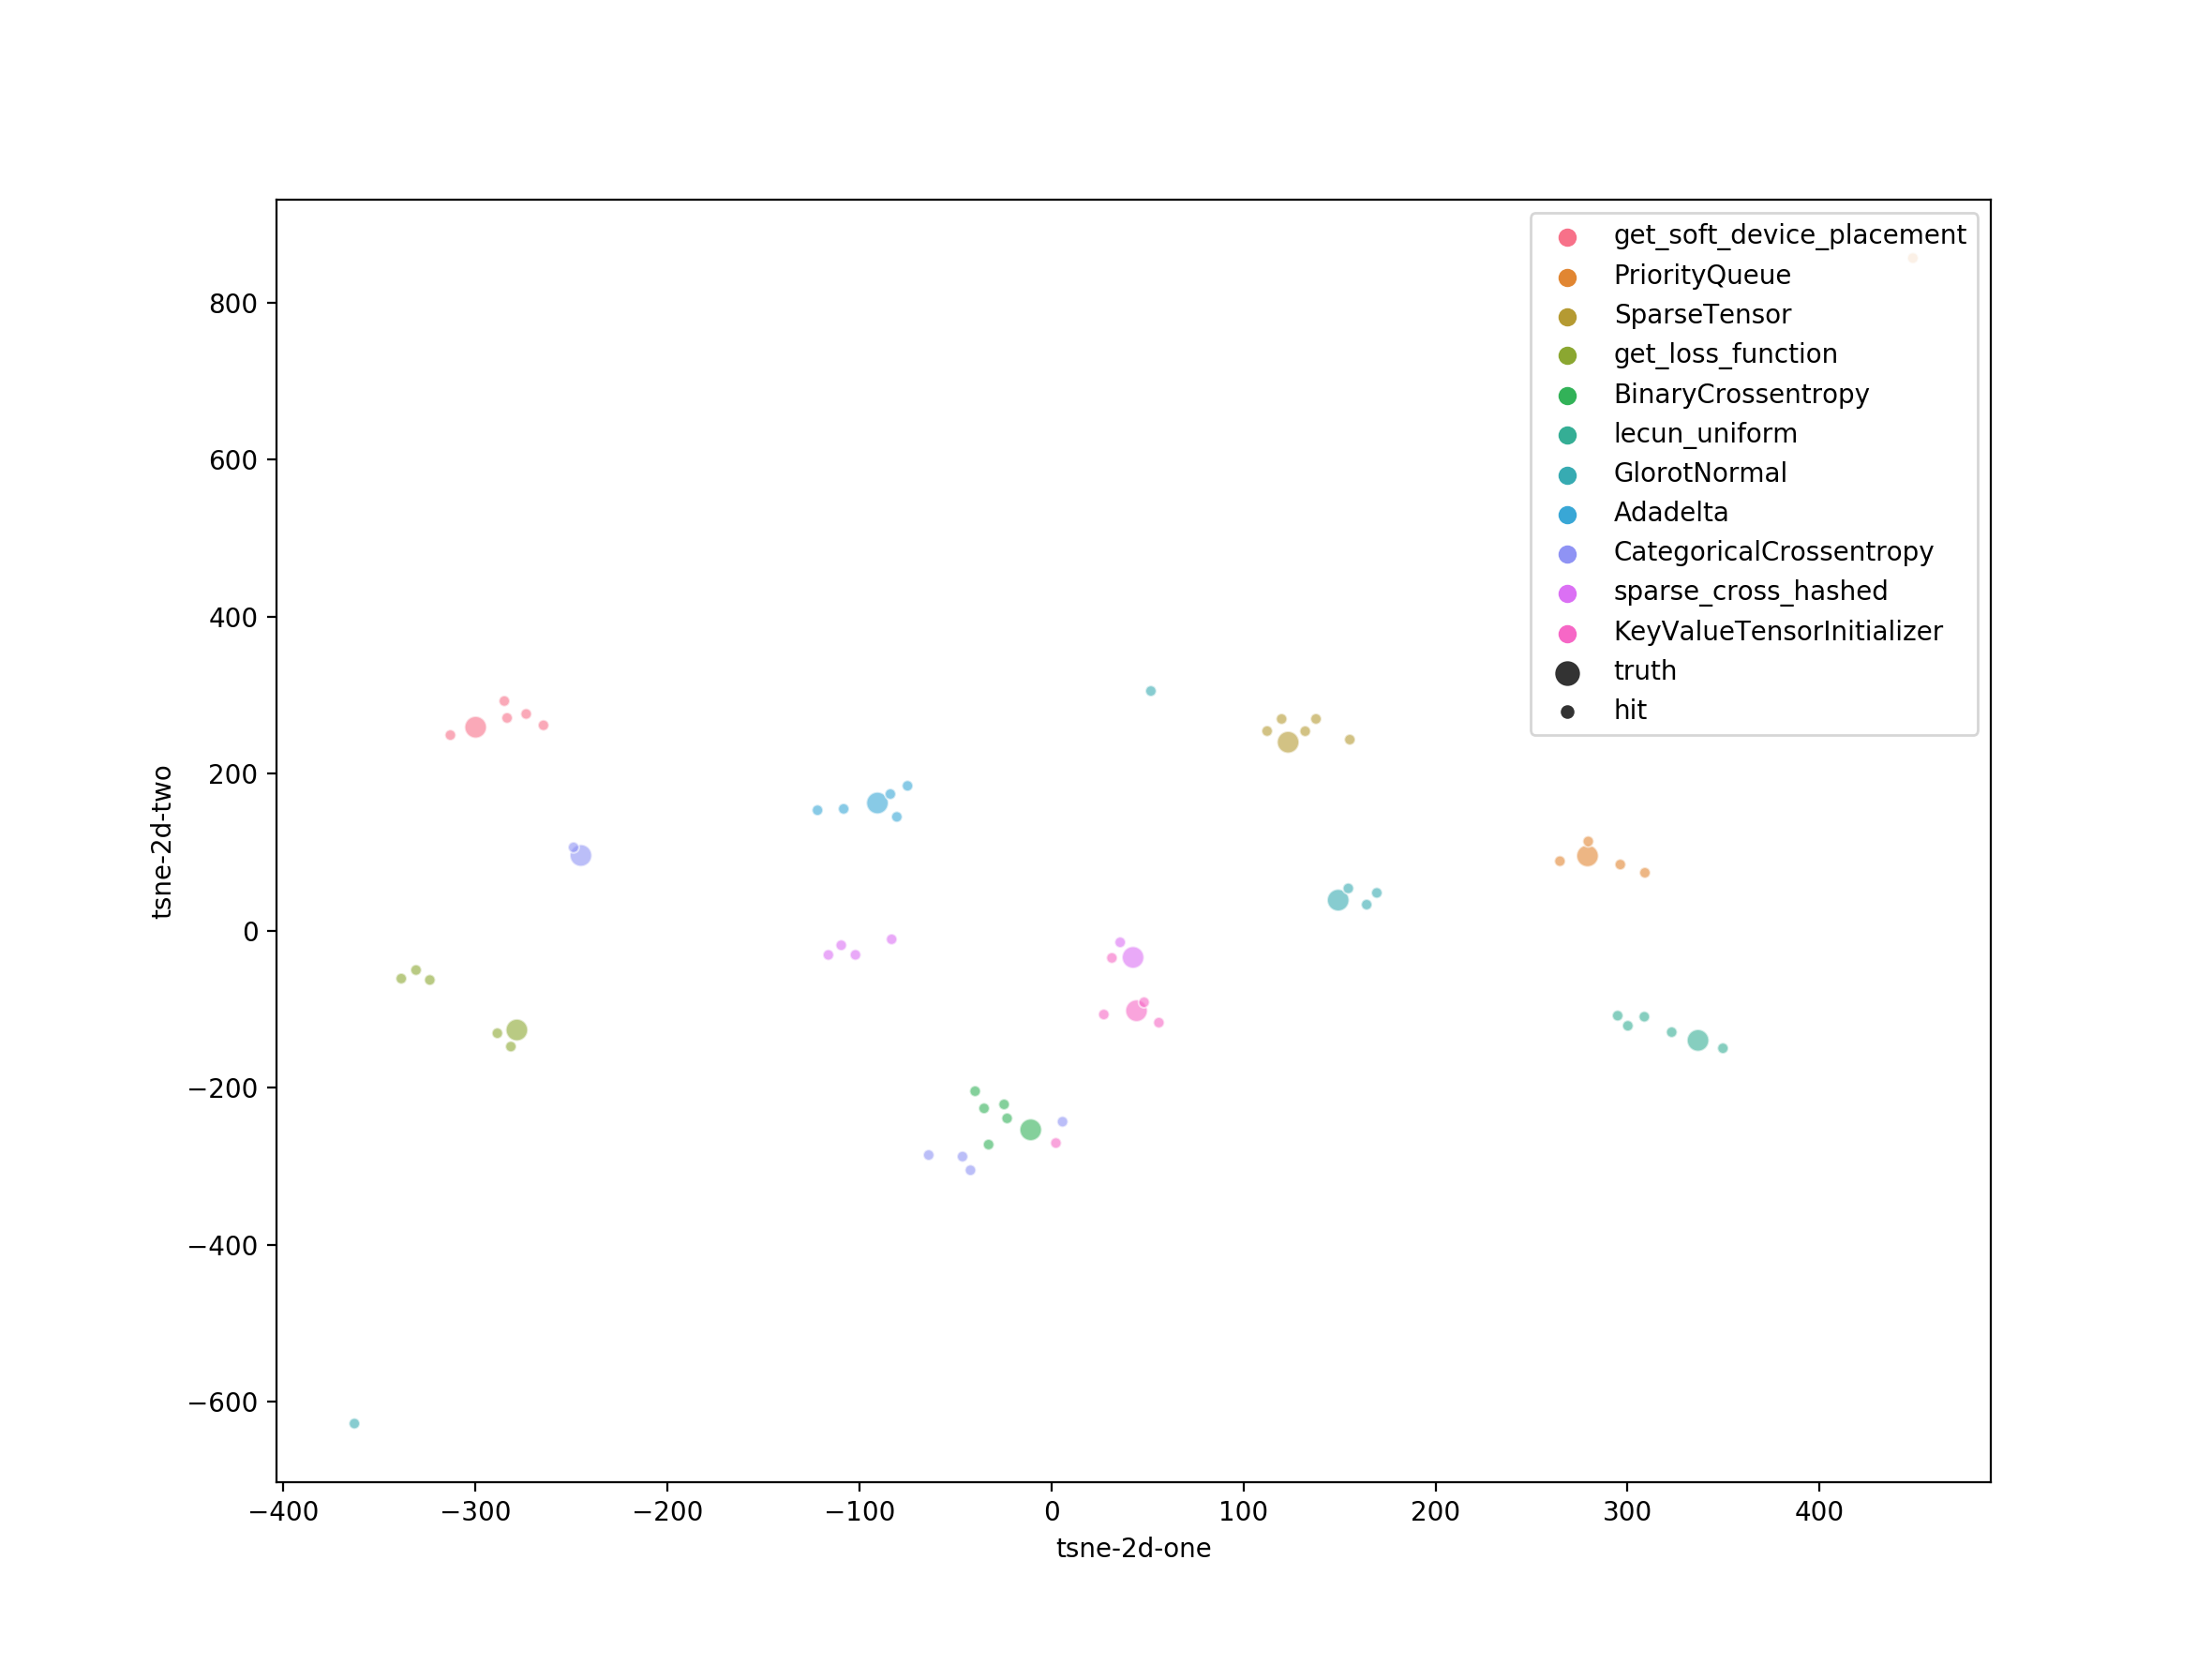 get_soft_device_placement
PriorityQueue
SparseTensor
get_loss_function
BinaryCrossentropy
lecun_uniform
GlorotNormal
Adadelta
CategoricalCrossentropy
sparse_cross_hashed
KeyValueTensorInitializer
truth
hit
800
600
400
200
0
−200
−400
−600
tsne-2d-two
−400 −300 −200 −100 0 100 200 300 400
tsne-2d-one